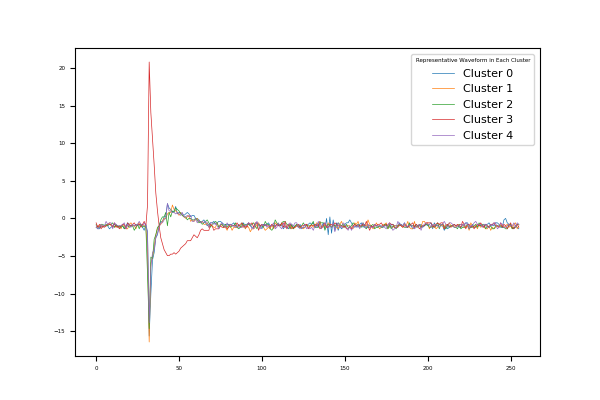 Representative Waveform in Each Cluster
Cluster 0
Cluster 1
Cluster 2
Cluster 3
Cluster 4
20
15
10
5
0
−5
−10
−15
0
50
100
150
200
250